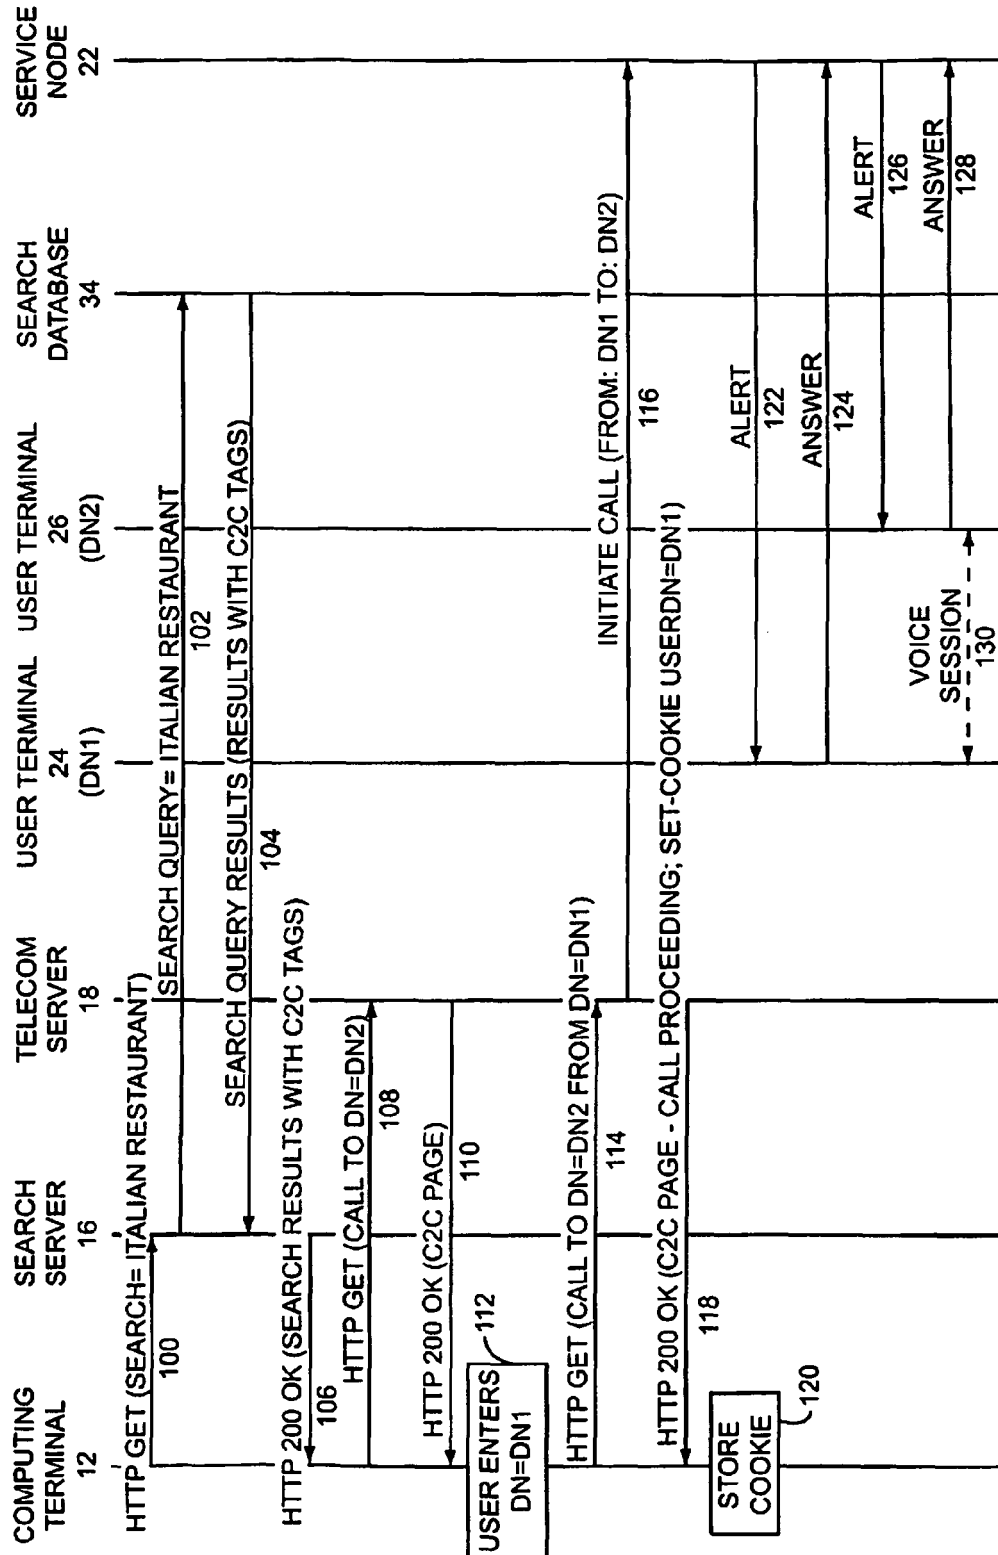 COMPUTING
TERMINAL
12
SEARCH
SERVER
16
TELECOM
SERVER
18
USER TERMINAL
24
(DN1)
USER TERMINAL
26
(DN2)
SEARCH
DATABASE
34
SERVICE
NODE
22
HTTP GET (SEARCH= ITALIAN RESTAURANT)
100
SEARCH QUERY= ITALIAN RESTAURANT
102
SEARCH QUERY RESULTS (RESULTS WITH C2C TAGS)
104
HTTP 200 OK (SEARCH RESULTS WITH C2C TAGS)
106
HTTP GET (CALL TO DN=DN2)
108
HTTP 200 OK (C2C PAGE)
110
USER ENTERS
DN=DN1
112
HTTP GET (CALL TO DN=DN2 FROM DN=DN1)
114
INITIATE CALL (FROM: DN1 TO: DN2)
116
HTTP 200 OK (C2C PAGE - CALL PROCEEDING; SET-COOKIE USERDN=DN1)
118
STORE
COOKIE
120
ALERT
122
ANSWER
124
ALERT
126
ANSWER
128
VOICE
SESSION
130